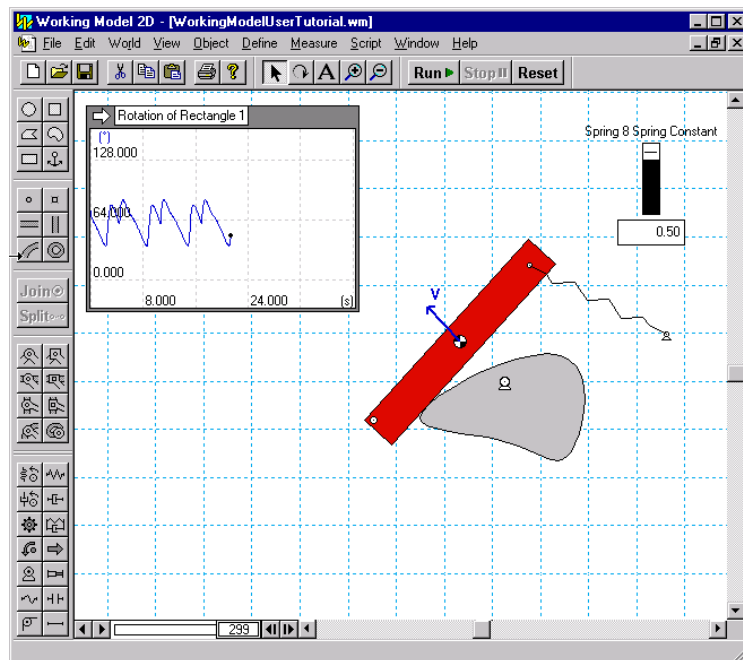 Working Model 2D - [WorkingModelUserTutorial.wm]
File Edit World View Object Define Measure Script Window Help
A Run Stop Reset
Rotation of Rectangle 1
(°)
128.000
64.000
0.000
8.000 24.000 (s)
Spring 8 Spring Constant
0.50
V
Join
Split
299